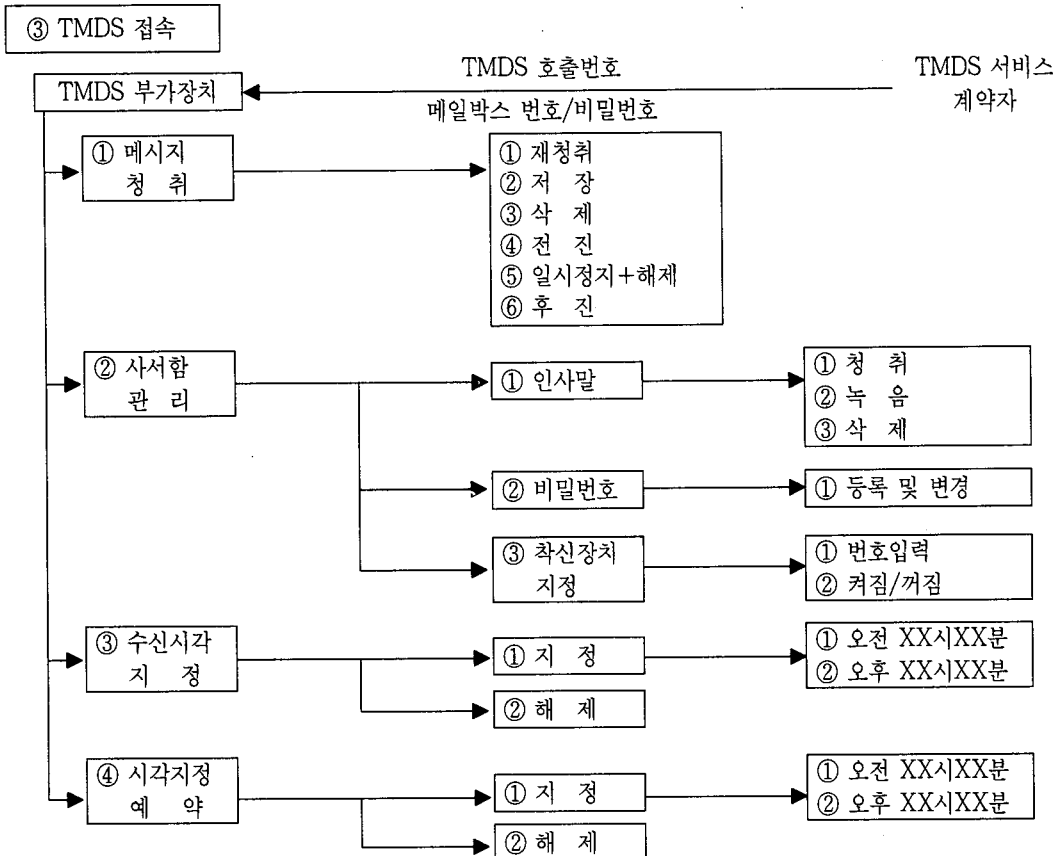 ③ TMDS 접속
TMDS 호출번호
TMDS 서비스
계약자
TMDS 부가장치
메일박스 번호/비밀번호
① 메시지
청 취
① 재청취
② 저 장
③ 삭 제
④ 전 진
⑤ 일시정지+해제
⑥ 후 진
② 사서함
관 리
① 인사말
① 청 취
② 녹 음
③ 삭 제
② 비밀번호
① 등록 및 변경
③ 착신장치
지정
① 번호입력
② 켜짐/꺼짐
③ 수신시각
지 정
① 지 정
① 오전 XX시XX분
② 오후 XX시XX분
② 해 제
④ 시각지정
예 약
① 지 정
① 오전 XX시XX분
② 오후 XX시XX분
② 해 제